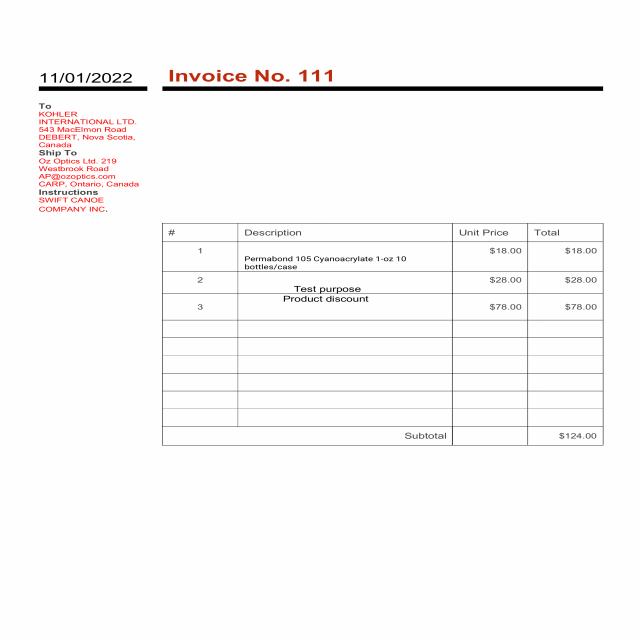 11/01/2022
Invoice No. 111
To
KOHLER
INTERNATIONAL LTD.
543 MacElmon Road
DEBERT, Nova Scotia,
Canada
Ship To
Oz Optics Ltd. 219
Westbrook Road
AP@ozoptics.com
CARP, Ontario, Canada
Instructions
SWIFT CANOE
COMPANY INC.
# Description Unit Price Total
1 Permabond 105 Cyanoacrylate 1-oz 10 $18.00 $18.00
bottles/case
2 Test purpose $28.00 $28.00
3 Product discount $78.00 $78.00
Subtotal $124.00